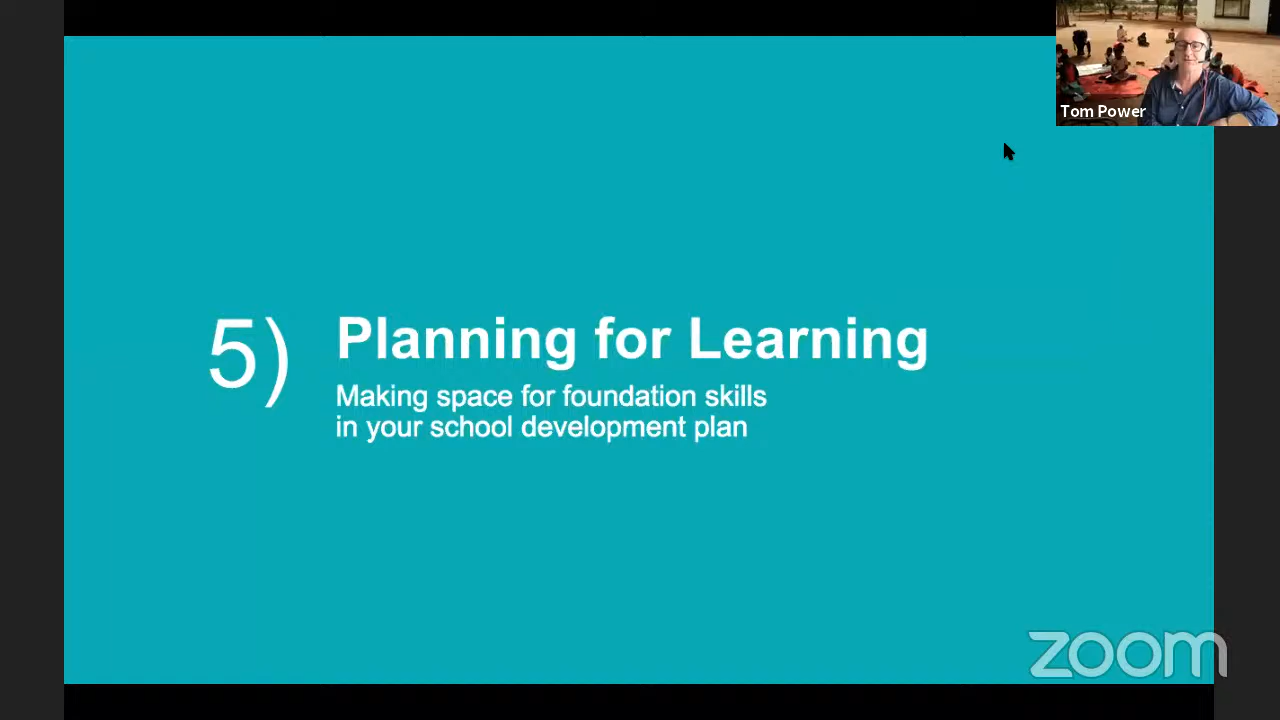 Tom Power
5)
Planning for Learning
Making space for foundation skills
in your school development plan
zoom